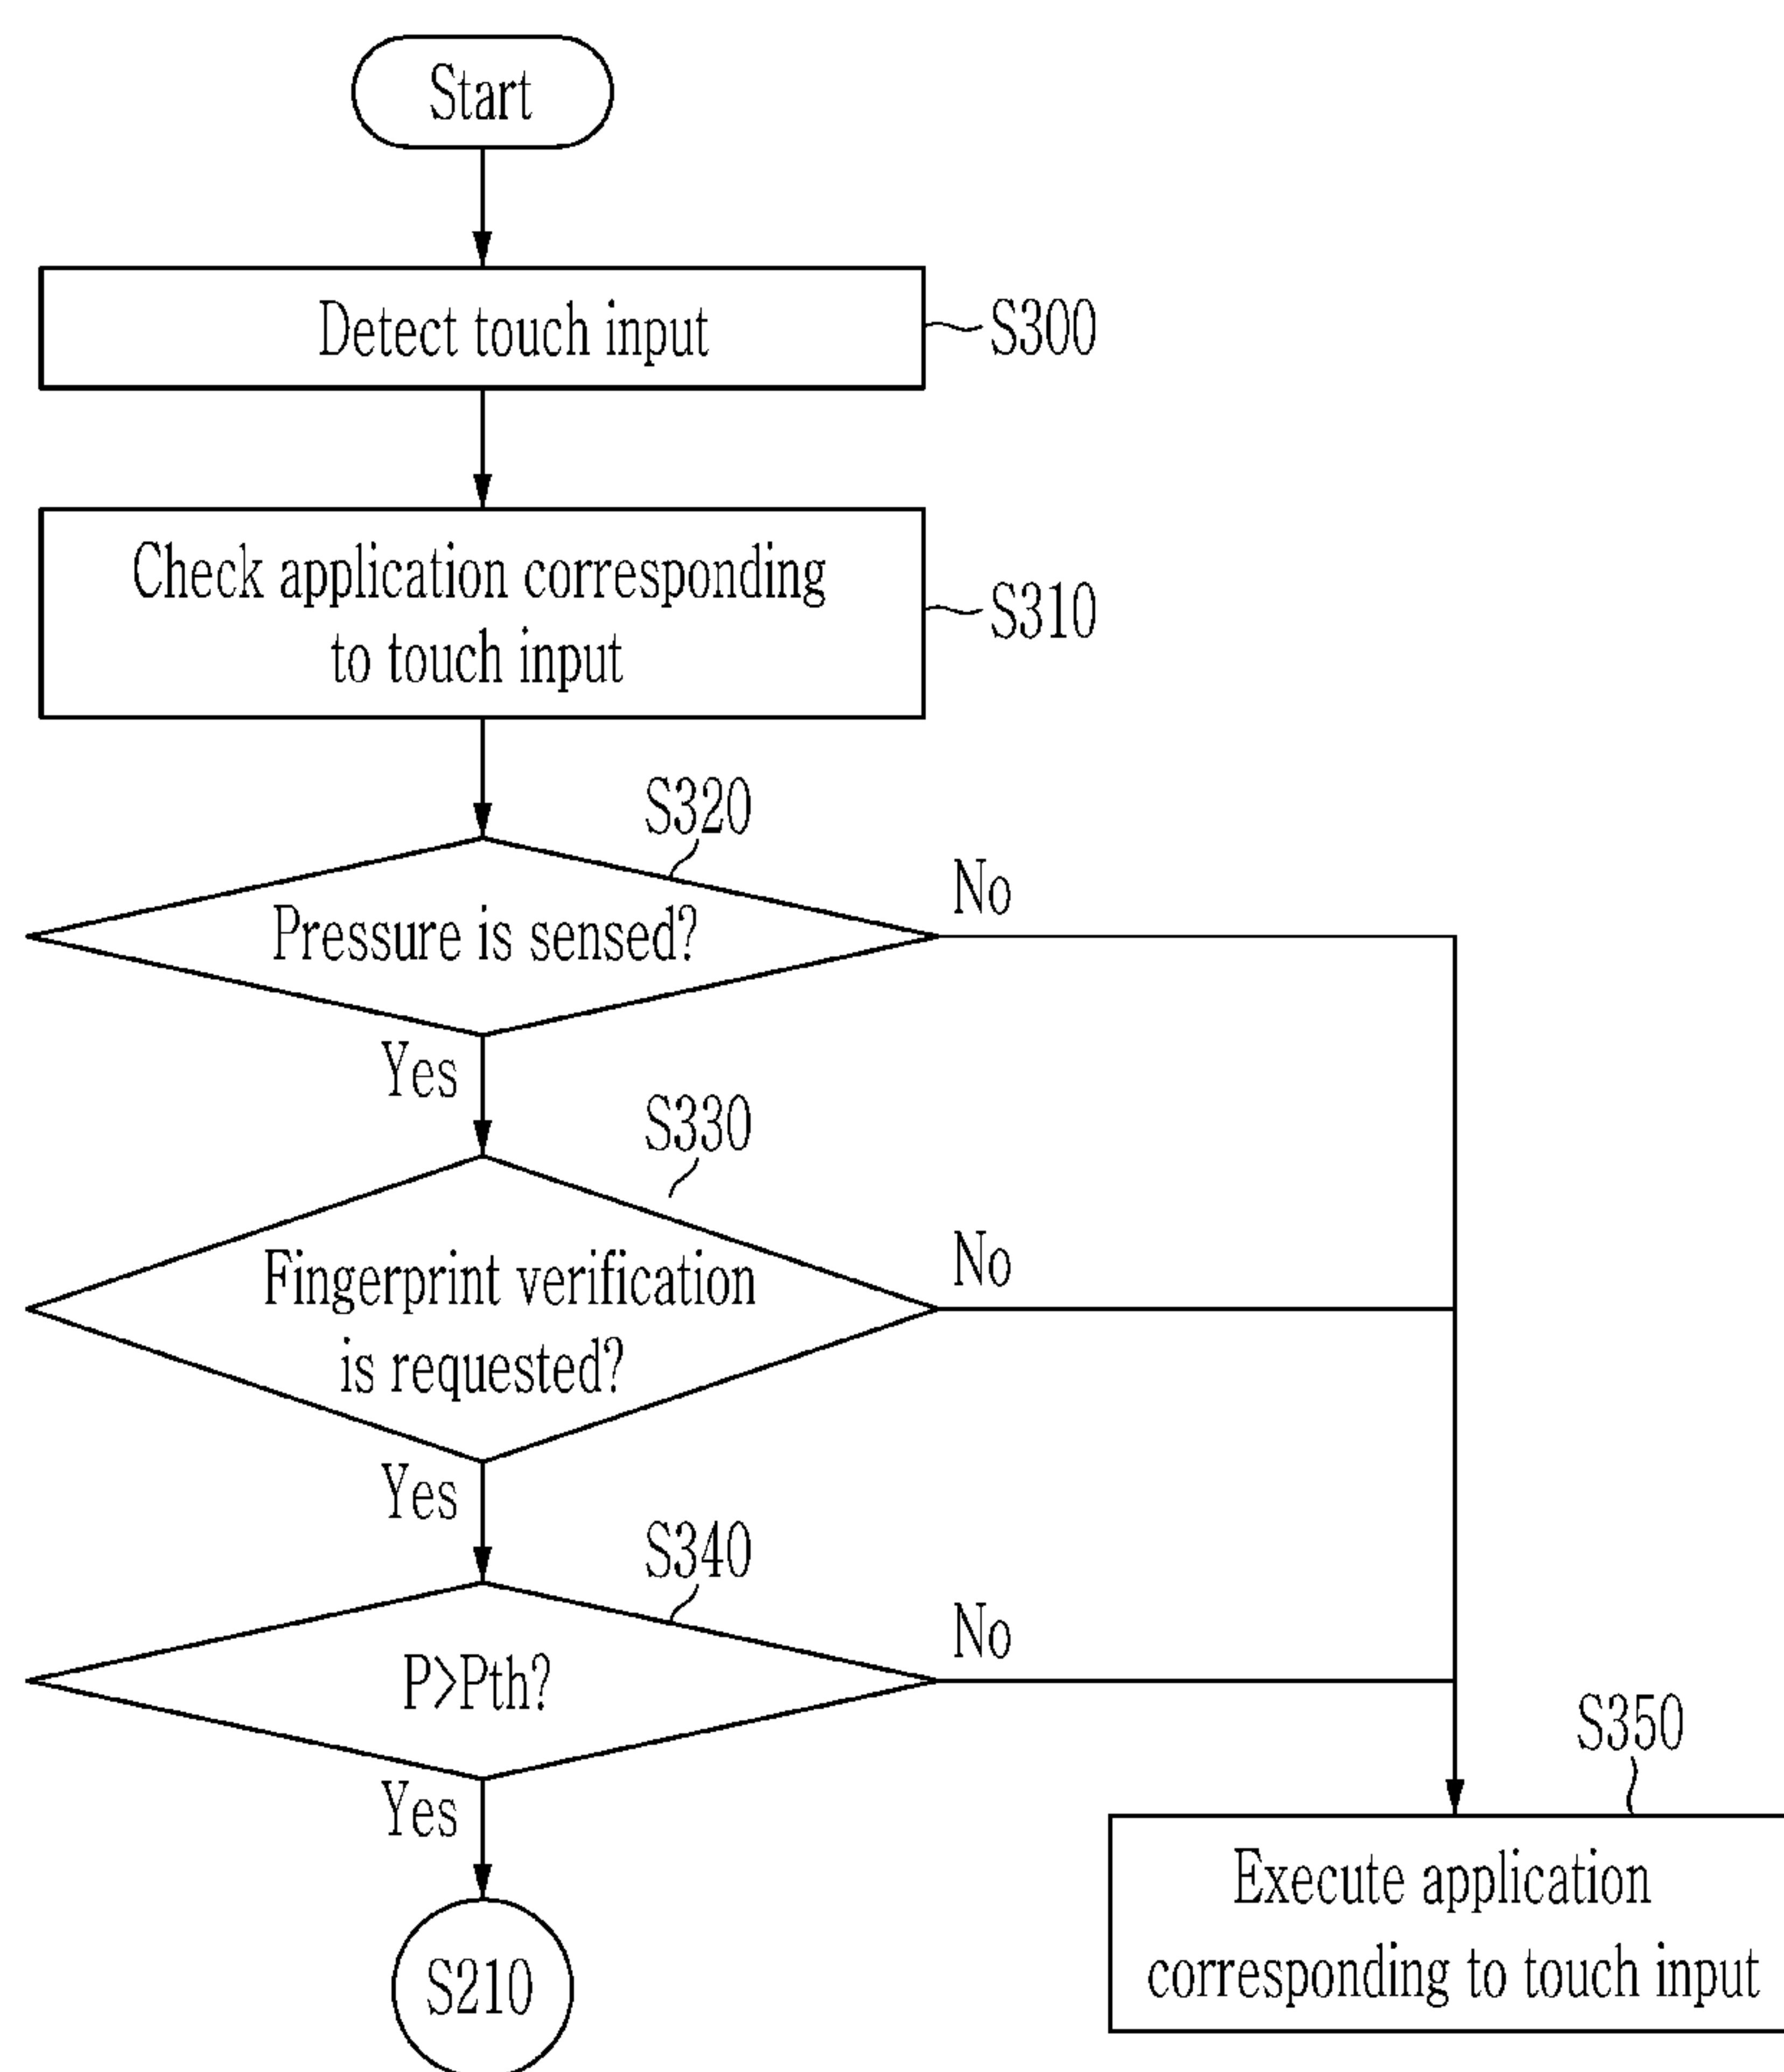 Start
Detect touch input
S300
Check application corresponding
to touch input
S310
S320
Pressure is sensed?
No
Yes
S330
Fingerprint verification
is requested?
No
Yes
S340
P>Pth?
No
Yes
S350
Execute application
corresponding to touch input
S210